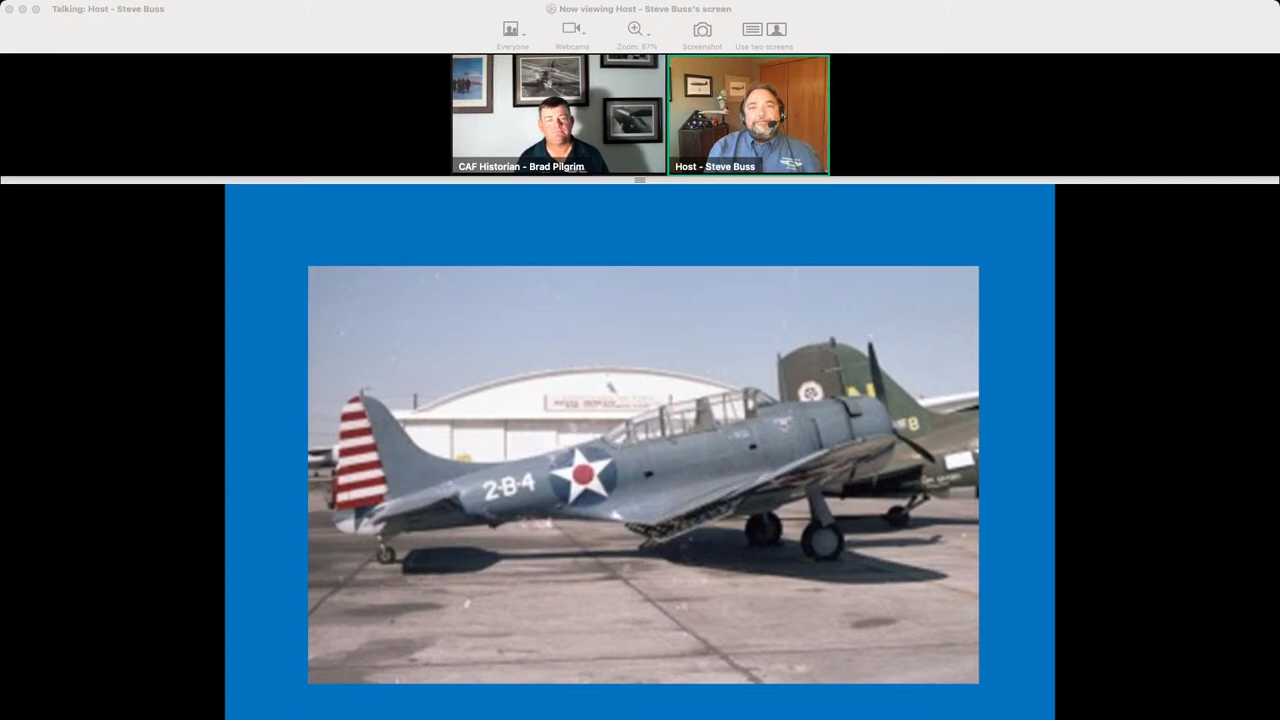 Talking: Host - Steve Buss
Now viewing Host - Steve Buss's screen
Everyone
Webcams
Zoom: 87%
Screenshot
Use two screens
CAF Historian - Brad Pilgrim
Host - Steve Buss
2-B-4
B